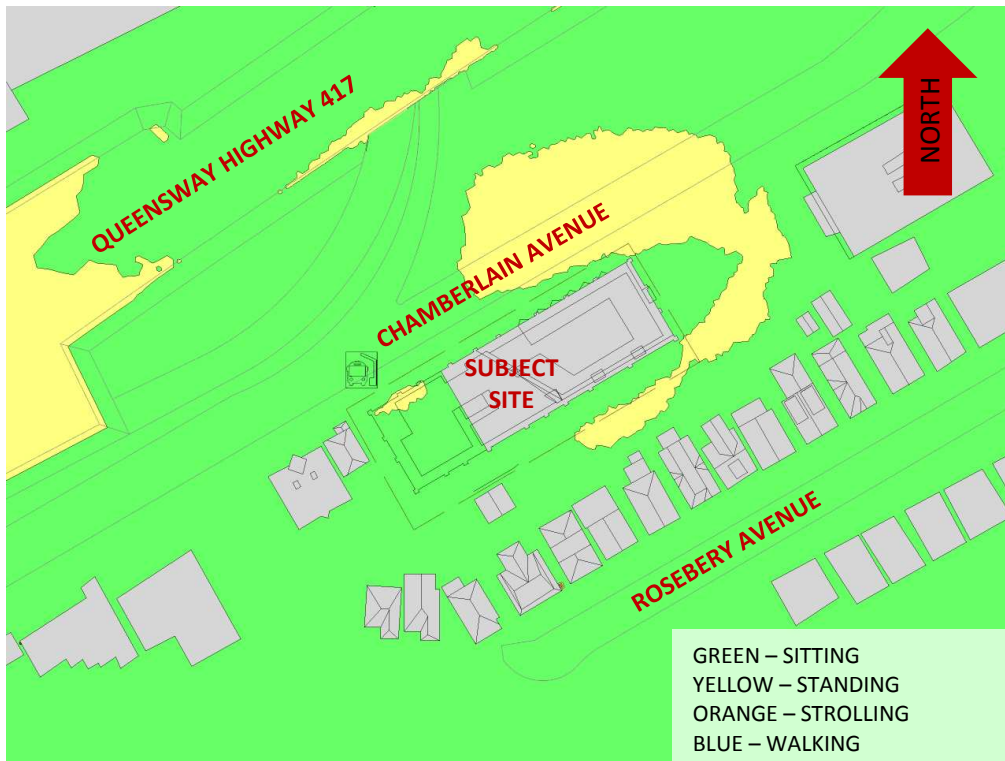 QUEENSWAY HIGHWAY 417
NORTH
CHAMBERLAIN AVENUE
SUBJECT
SITE
ROSEBERY AVENUE
GREEN – SITTING
YELLOW – STANDING
ORANGE – STROLLING
BLUE – WALKING